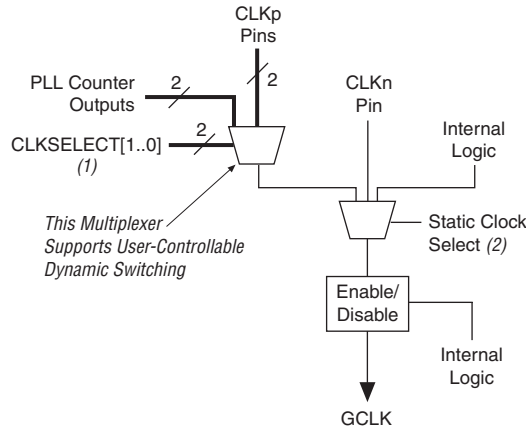 CLKp
Pins
2
PLL Counter
Outputs
2
CLKn
Pin
CLKSELECT[1..0]
(1)
2
Internal
Logic
This Multiplexer
Supports User-Controllable
Dynamic Switching
Static Clock
Select (2)
Enable/
Disable
Internal
Logic
GCLK